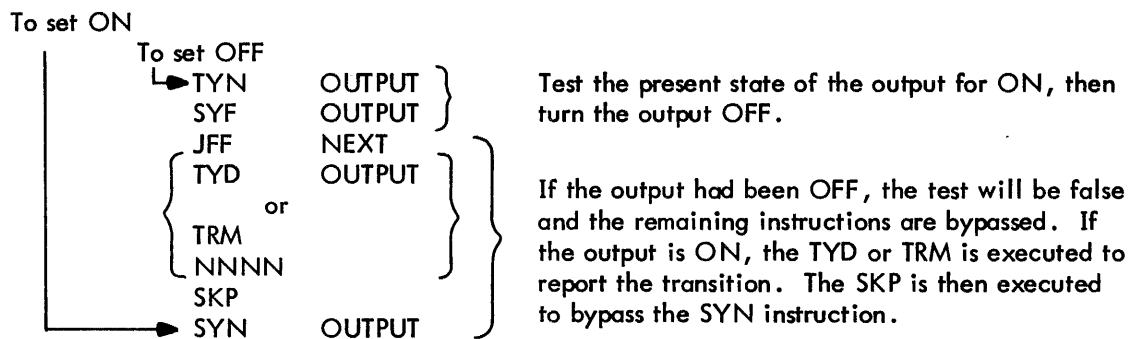 To set ON
To set OFF
TYN OUTPUT
SYF OUTPUT
JFF NEXT
TYD OUTPUT
or
TRM
NNNN
SKP
SYN OUTPUT
Test the present state of the output for ON, then
turn the output OFF.
If the output had been OFF, the test will be false
and the remaining instructions are bypassed. If
the output is ON, the TYD or TRM is executed to
report the transition. The SKP is then executed
to bypass the SYN instruction.